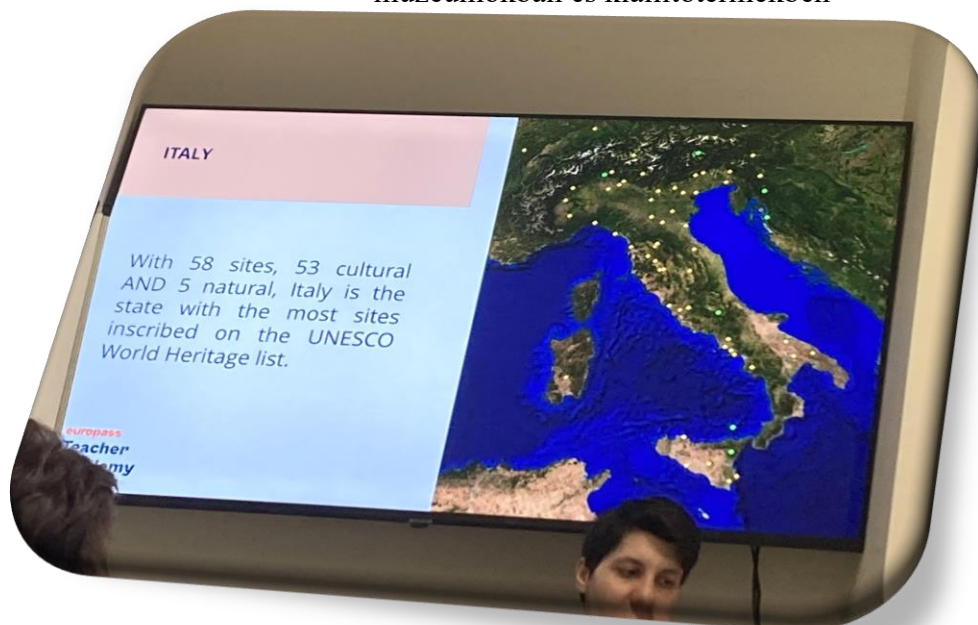 múzeumokban és kiállítótermekben
ITALY
With 58 sites, 53 cultural
AND 5 natural, Italy is the
state with the most sites
inscribed on the UNESCO
World Heritage list.
europass
Teacher